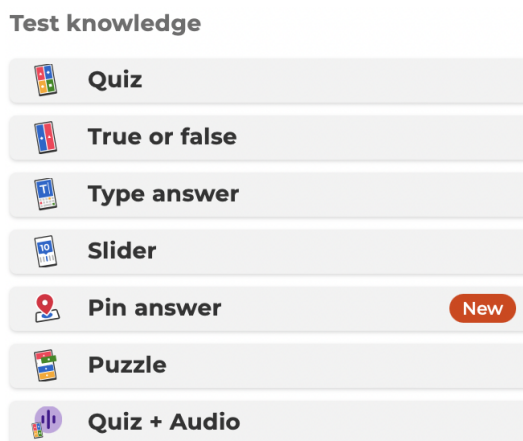 Test knowledge
Quiz
True or false
Type answer
Slider
Pin answer New
Puzzle
Quiz + Audio